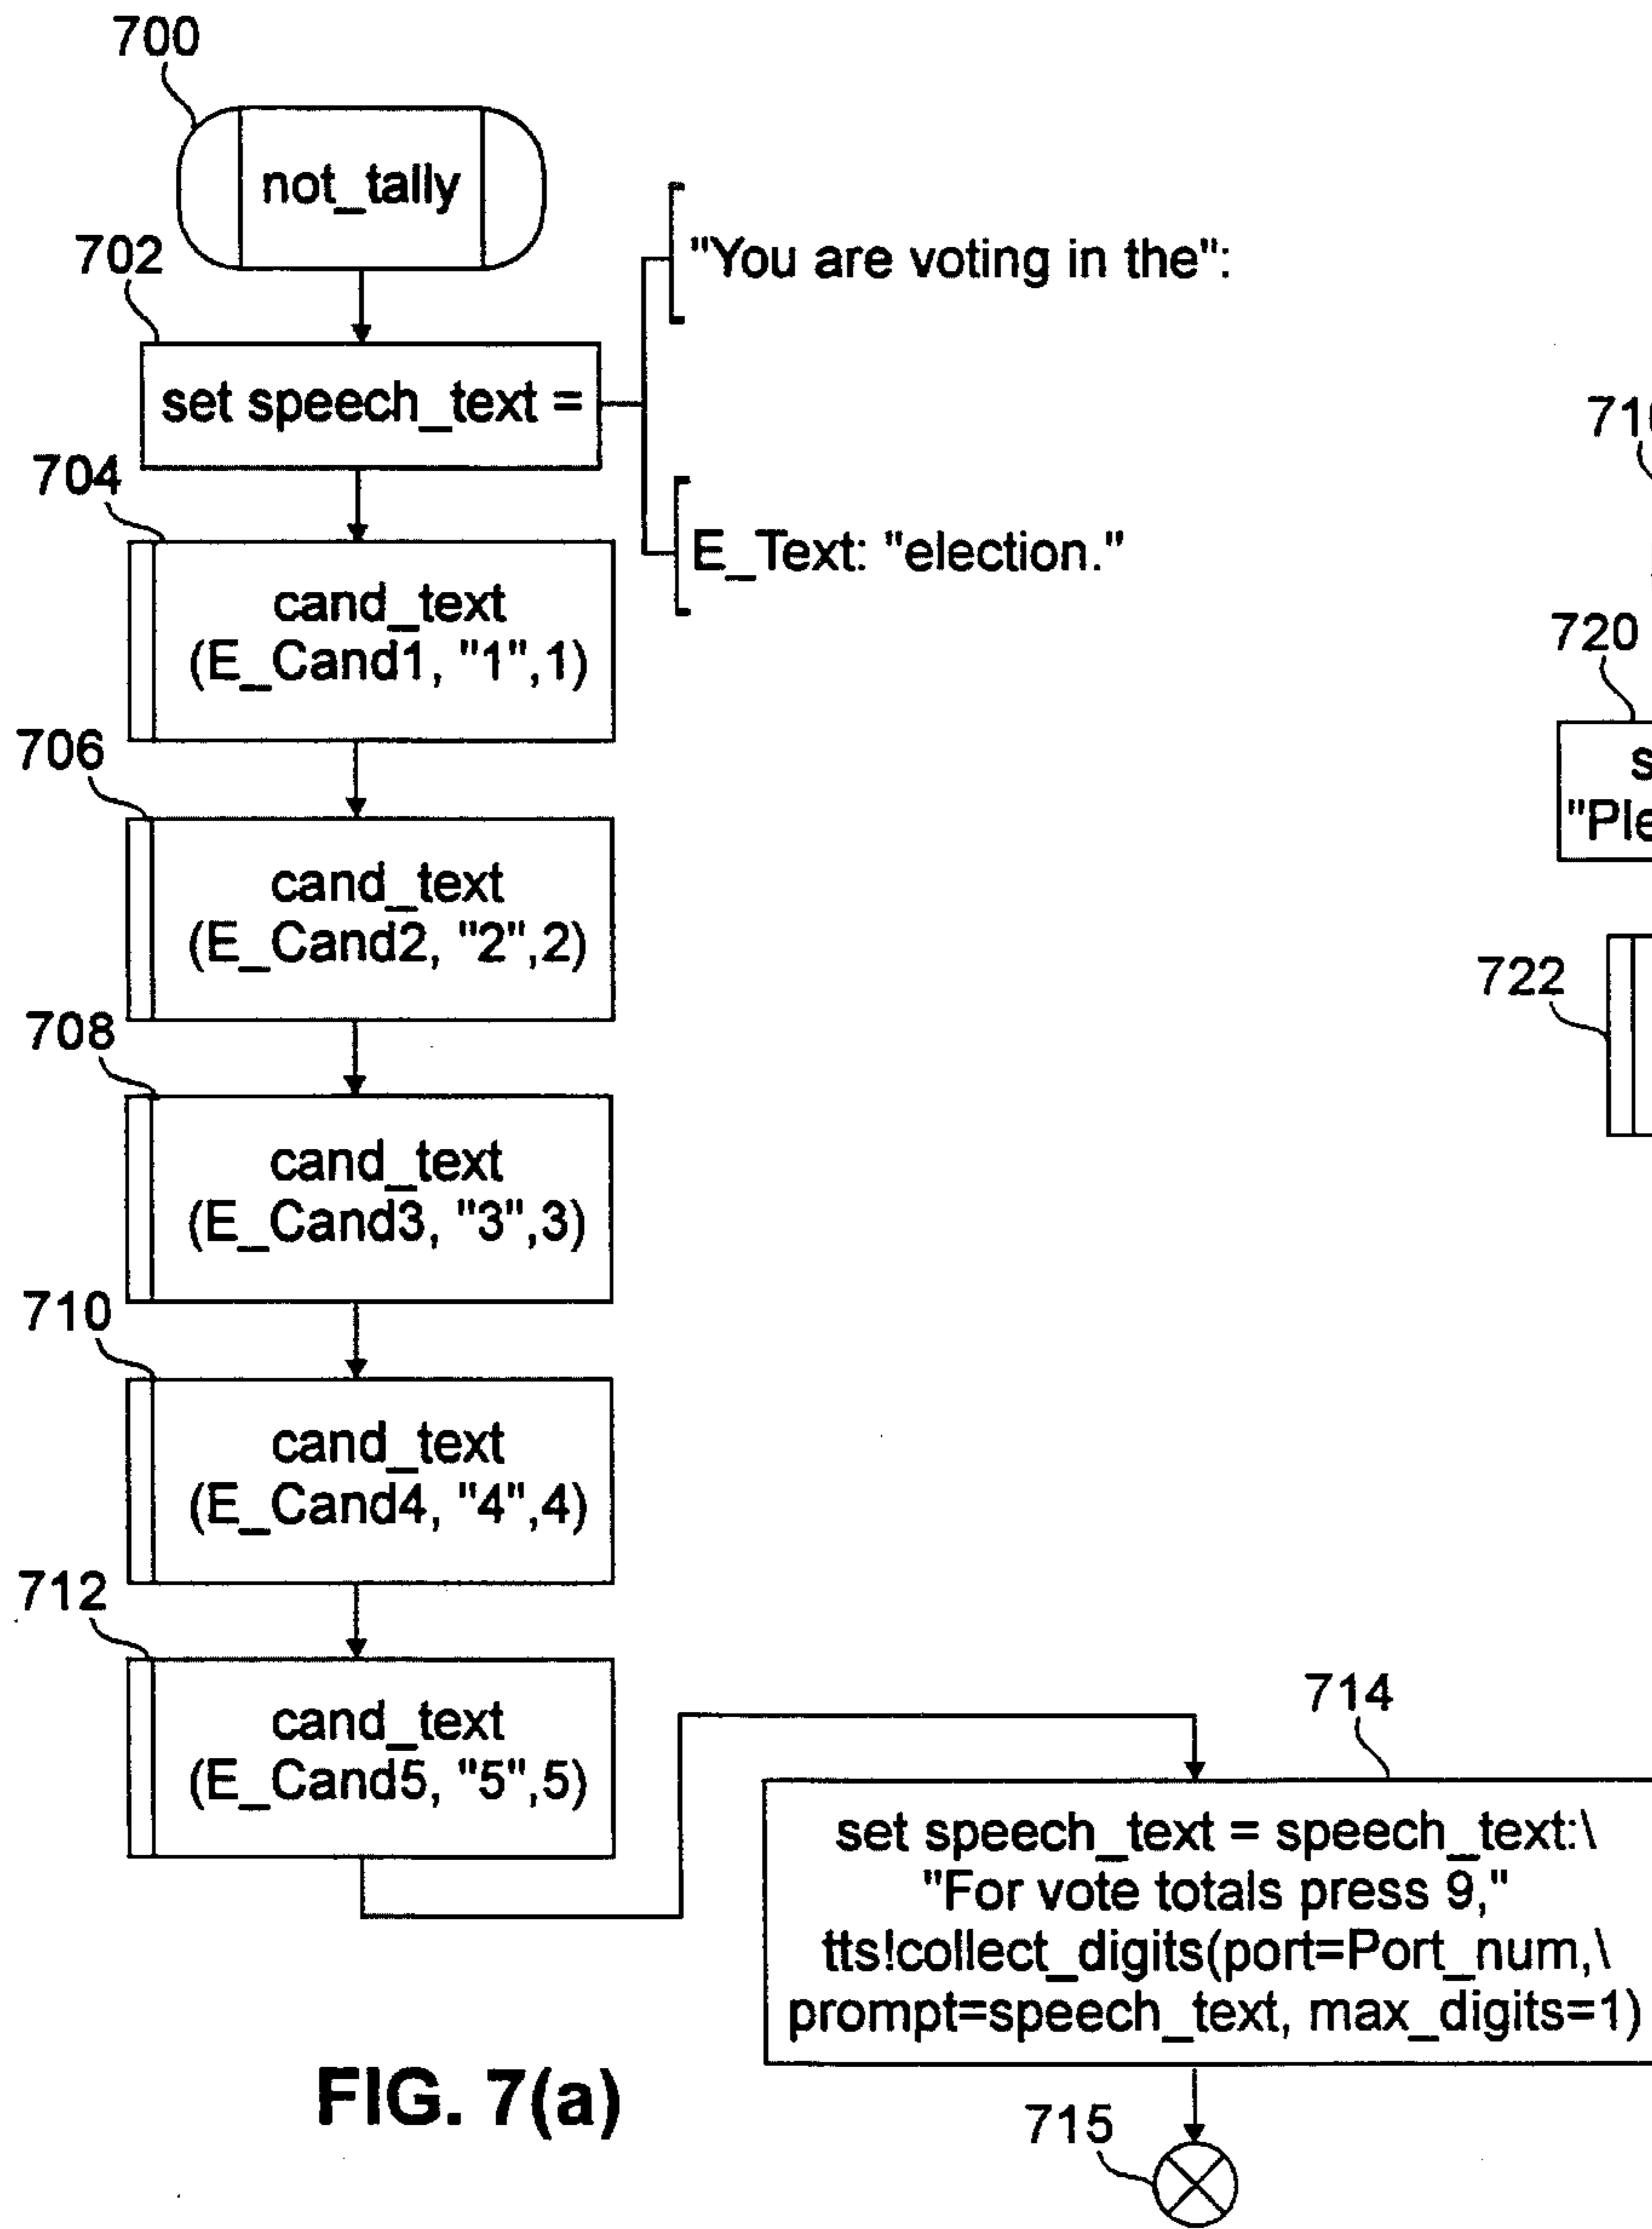 700
not_tally
702
"You are voting in the":
set speech_text =
704
E_Text: "election."
cand_text
(E_Cand1, "1",1)
720
706
"Ple
cand_text
(E_Cand2, "2",2)
722
708
cand_text
(E_Cand3, "3",3)
710
cand_text
(E_Cand4, "4",4)
712
cand_text
(E_Cand5, "5",5)
714
set speech_text = speech_text:\
"For vote totals press 9,"
tts!collect_digits(port=Port_num,\
prompt=speech_text, max_digits=1)
FIG. 7(a)
715